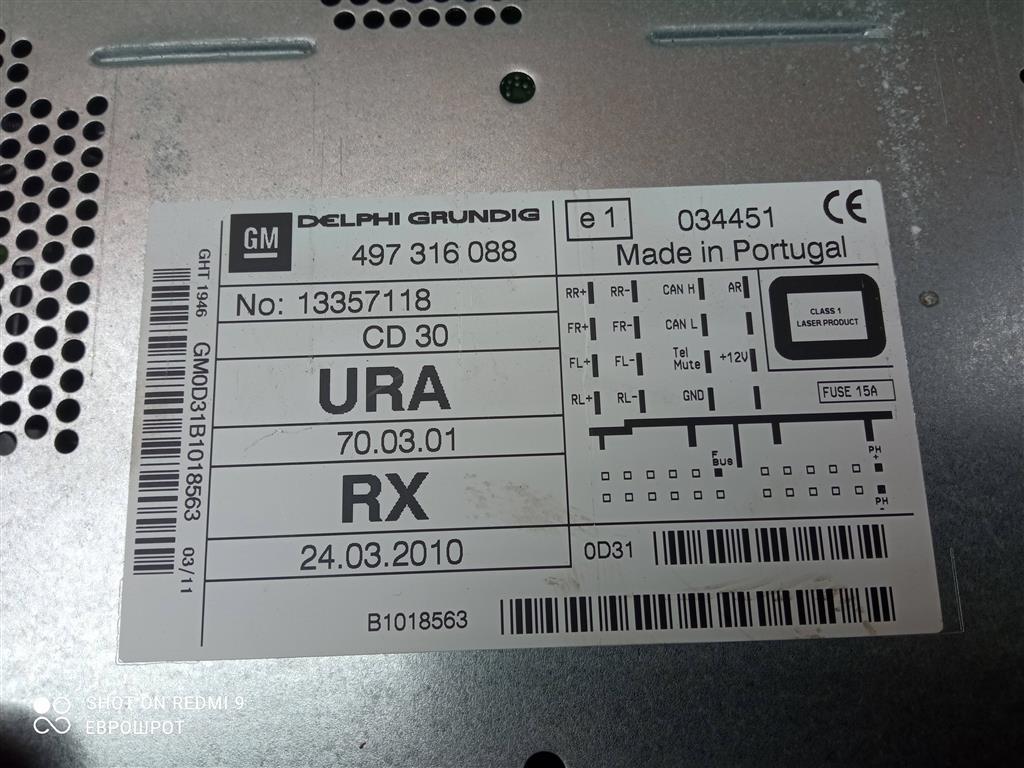 GM
DELPHI GRUNDIG
497 316 088
e1
034451
CE
Made in Portugal
No: 13357118
CD 30
URA
70.03.01
RX
24.03.2010
GHT 1946
GM0D31B1018563
03/11
RR+ RR- CAN H AR
FR+ FR- CAN L
FL+ FL- Tel Mute +12V
RL+ RL- GND
CLASS 1
LASER PRODUCT
FUSE 15A
F BUS
PH +
PH -
0D31
B1018563
SHOT ON REDMI 9
ЕВРОШРОТ